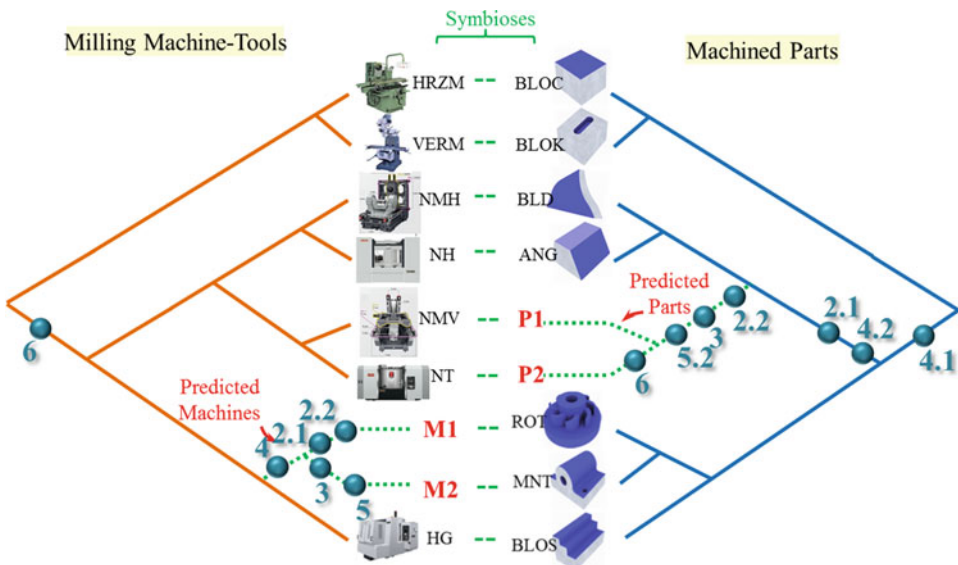 Symbioses
Milling Machine-Tools
Machined Parts
HRZM
BLOC
VERM
BLOK
NMH
BLD
NH
ANG
Predicted
Parts
NMV
P1
2.2
2.1
3
4.2
6
5.2
4.1
NT
P2
6
Predicted
Machines
2.2
M1
ROT
2.1
4
3
M2
MNT
5
HG
BLOS